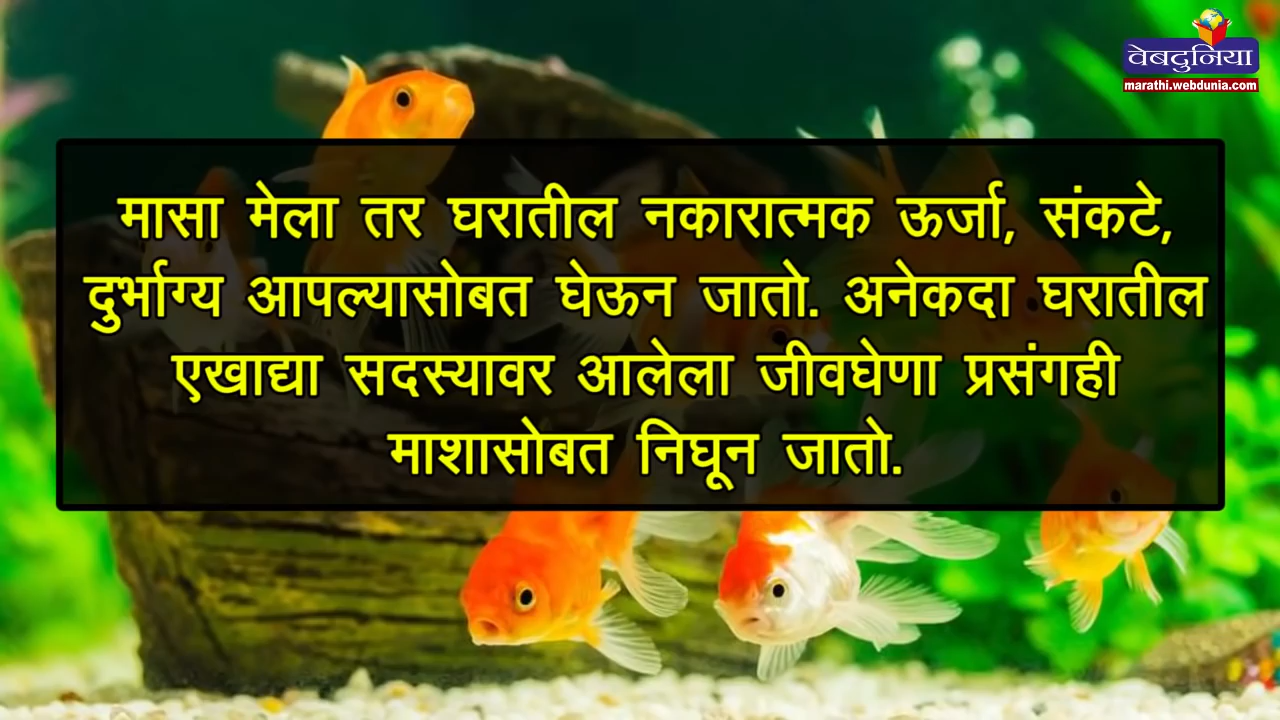 वेबदुनिया
marathi.webdunia.com
मासा मेला तर घरातील नकारात्मक ऊर्जा, संकटे,
दुर्भाग्य आपल्यासोबत घेऊन जातो. अनेकदा घरातील
एखाद्या सदस्यावर आलेला जीवघेणा प्रसंगही
माशासोबत निघून जातो.